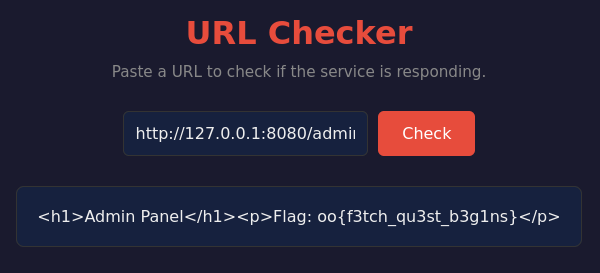 URL Checker
Paste a URL to check if the service is responding.
http://127.0.0.1:8080/admin
Check
<h1>Admin Panel</h1><p>Flag: oo{f3tch_qu3st_b3g1ns}</p>